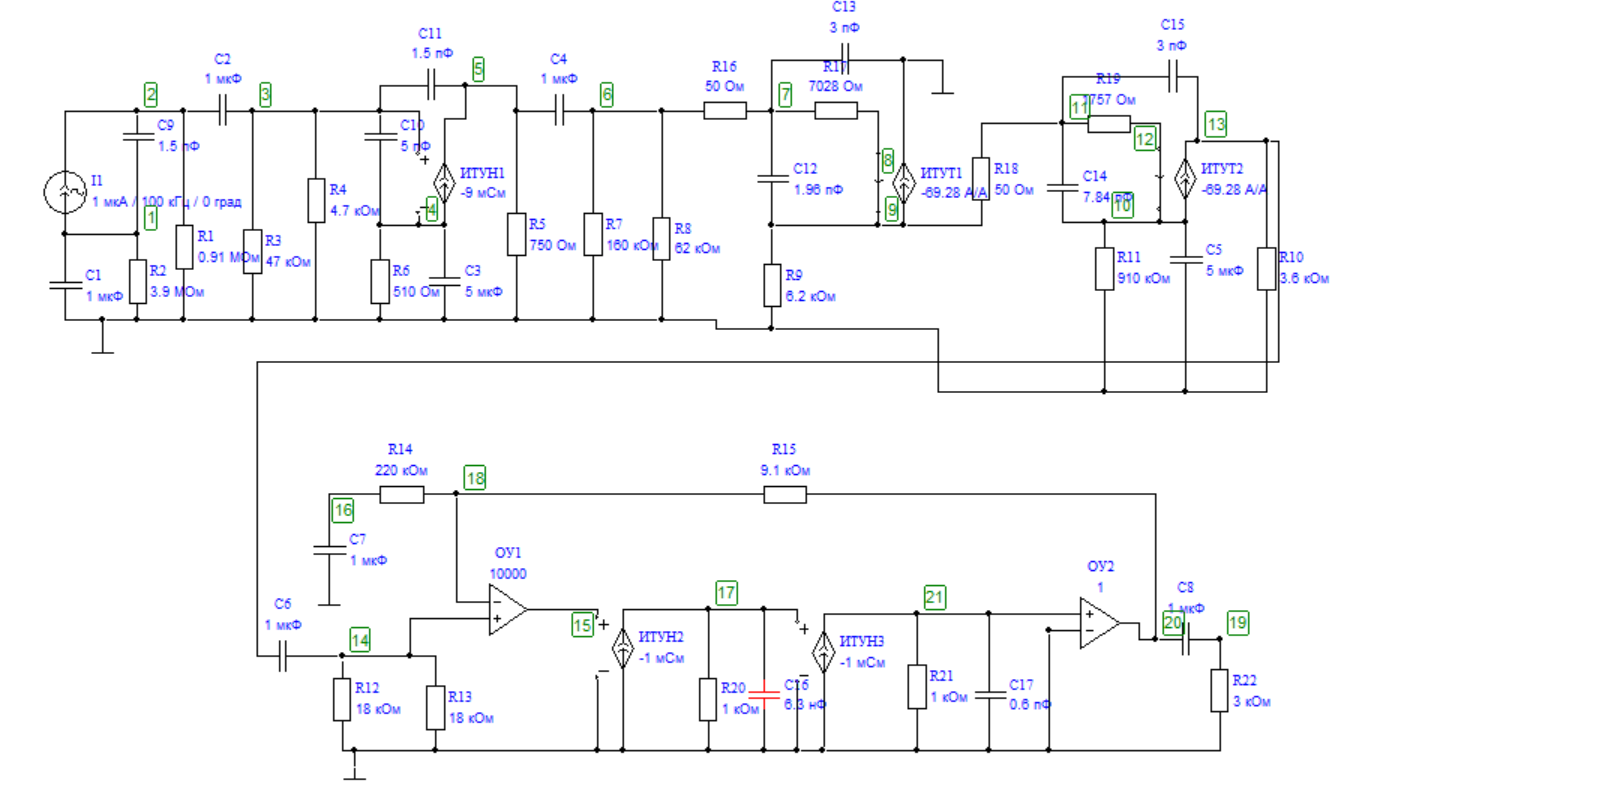 C13
3 пФ
C15
3 пФ
C11
1.5 пФ
C2
1 мкФ
C4
1 мкФ
R16
50 Ом
R17
7028 Ом
R19
1757 Ом
2
3
5
6
7
11
12
13
C9
1.5 пФ
C10
5 пФ
I1
1 мкА / 100 кГц / 0 град
1
4
ИТУН1
-9 мСм
R4
4.7 кОм
C12
1.96 пФ
8
9
ИТУТ1
-69.28 А/А
R18
50 Ом
C14
7.84 пФ
10
ИТУТ2
-69.28 А/А
R1
0.91 МОм
R2
3.9 МОм
R3
47 кОм
C1
1 мкФ
R6
510 Ом
C3
5 мкФ
R5
750 Ом
R7
160 кОм
R8
62 кОм
R9
6.2 кОм
R11
910 кОм
C5
5 мкФ
R10
3.6 кОм
R14
220 кОм
R15
9.1 кОм
18
16
C7
1 мкФ
ОУ1
10000
ОУ2
1
C6
1 мкФ
14
15
17
21
C8
1 мкФ
20
19
ИТУН2
-1 мСм
ИТУН3
-1 мСм
R12
18 кОм
R13
18 кОм
R20
1 кОм
C16
6.3 нФ
R21
1 кОм
C17
0.6 пФ
R22
3 кОм